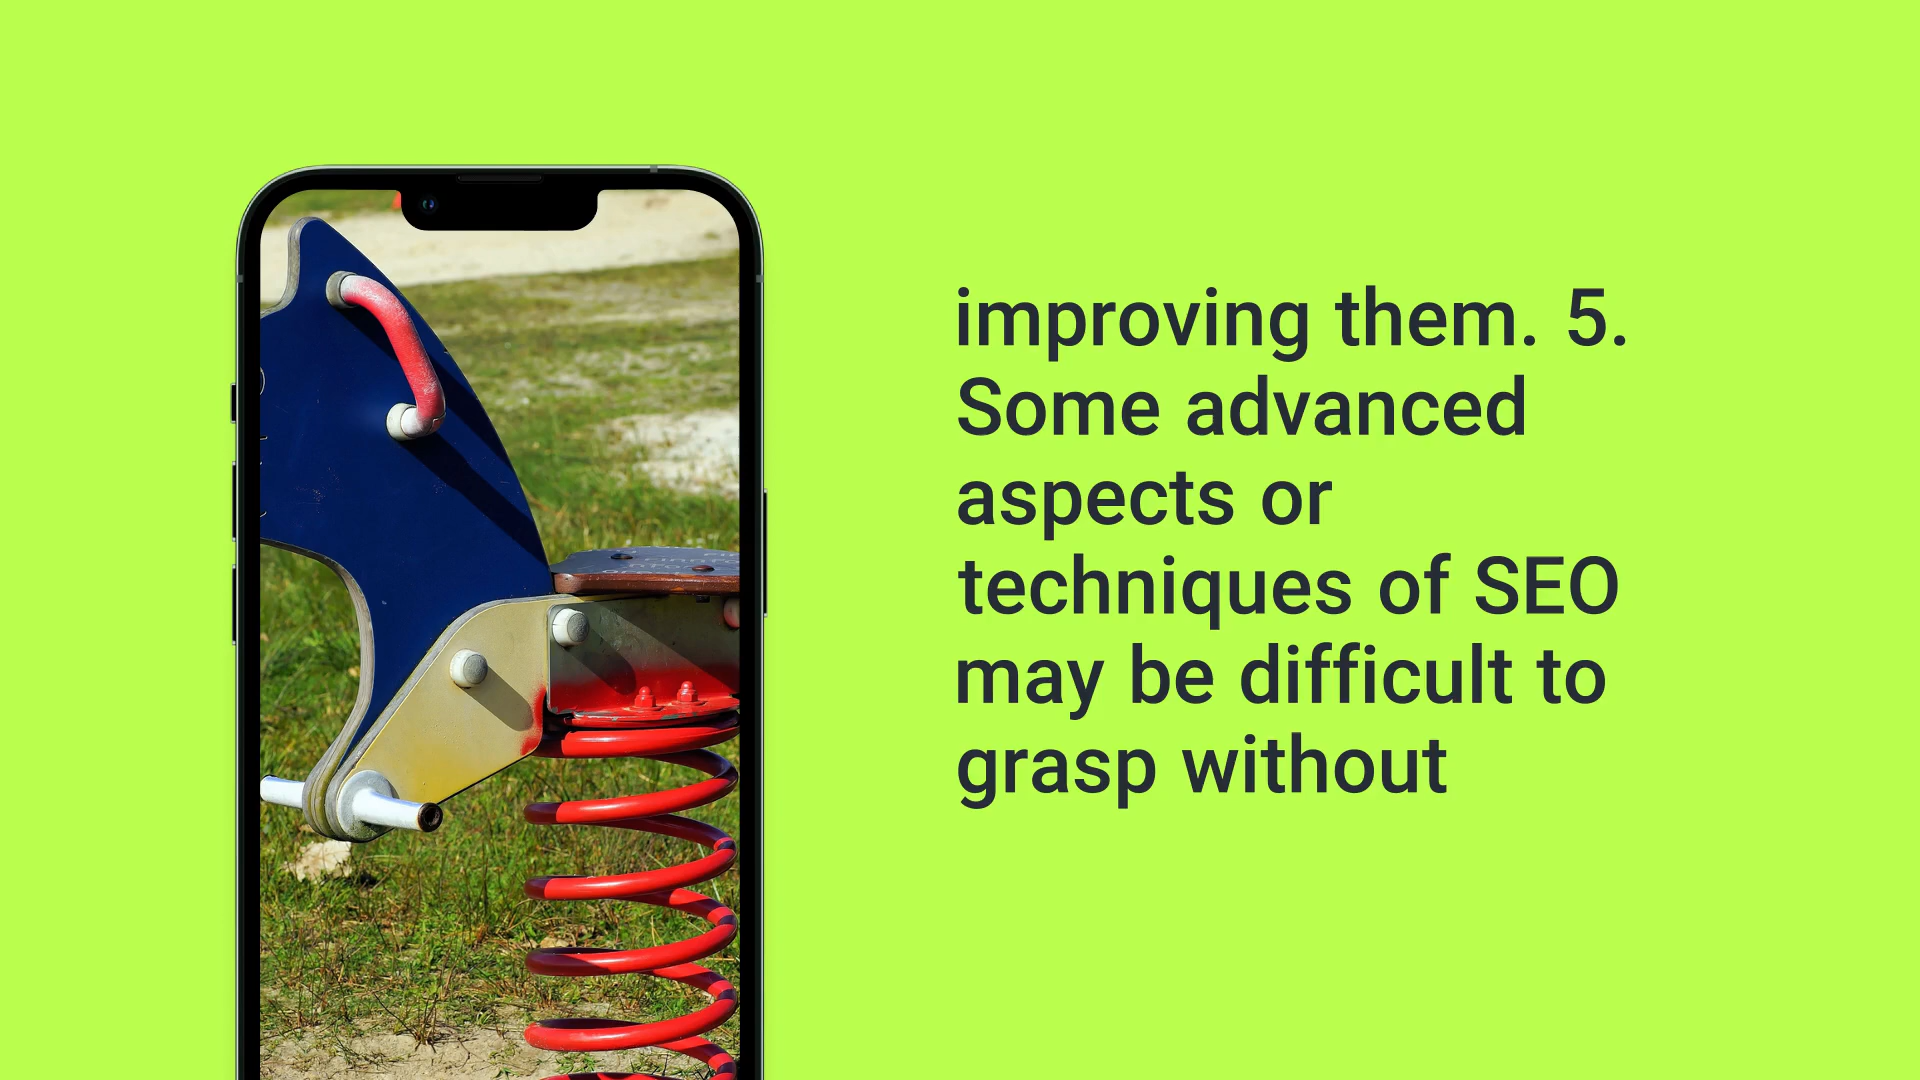 improving them. 5.
Some advanced
aspects or
techniques of SEO
may be difficult to
grasp without